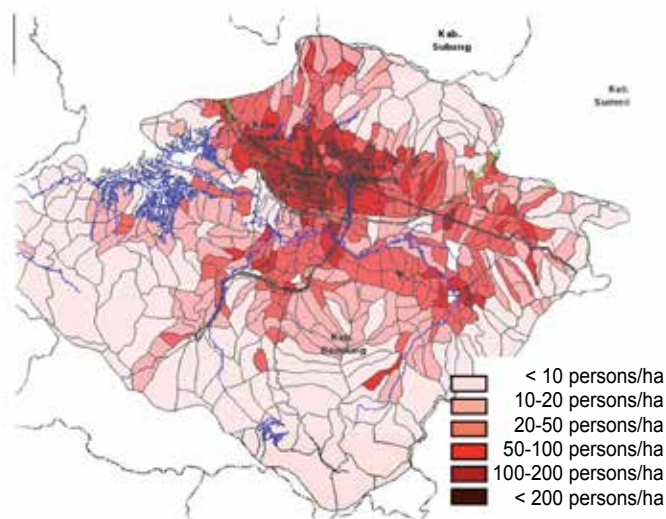 Kab.
Subang
Kab.
Kab.
Bandung
< 10 persons/ha
10-20 persons/ha
20-50 persons/ha
50-100 persons/ha
100-200 persons/ha
< 200 persons/ha